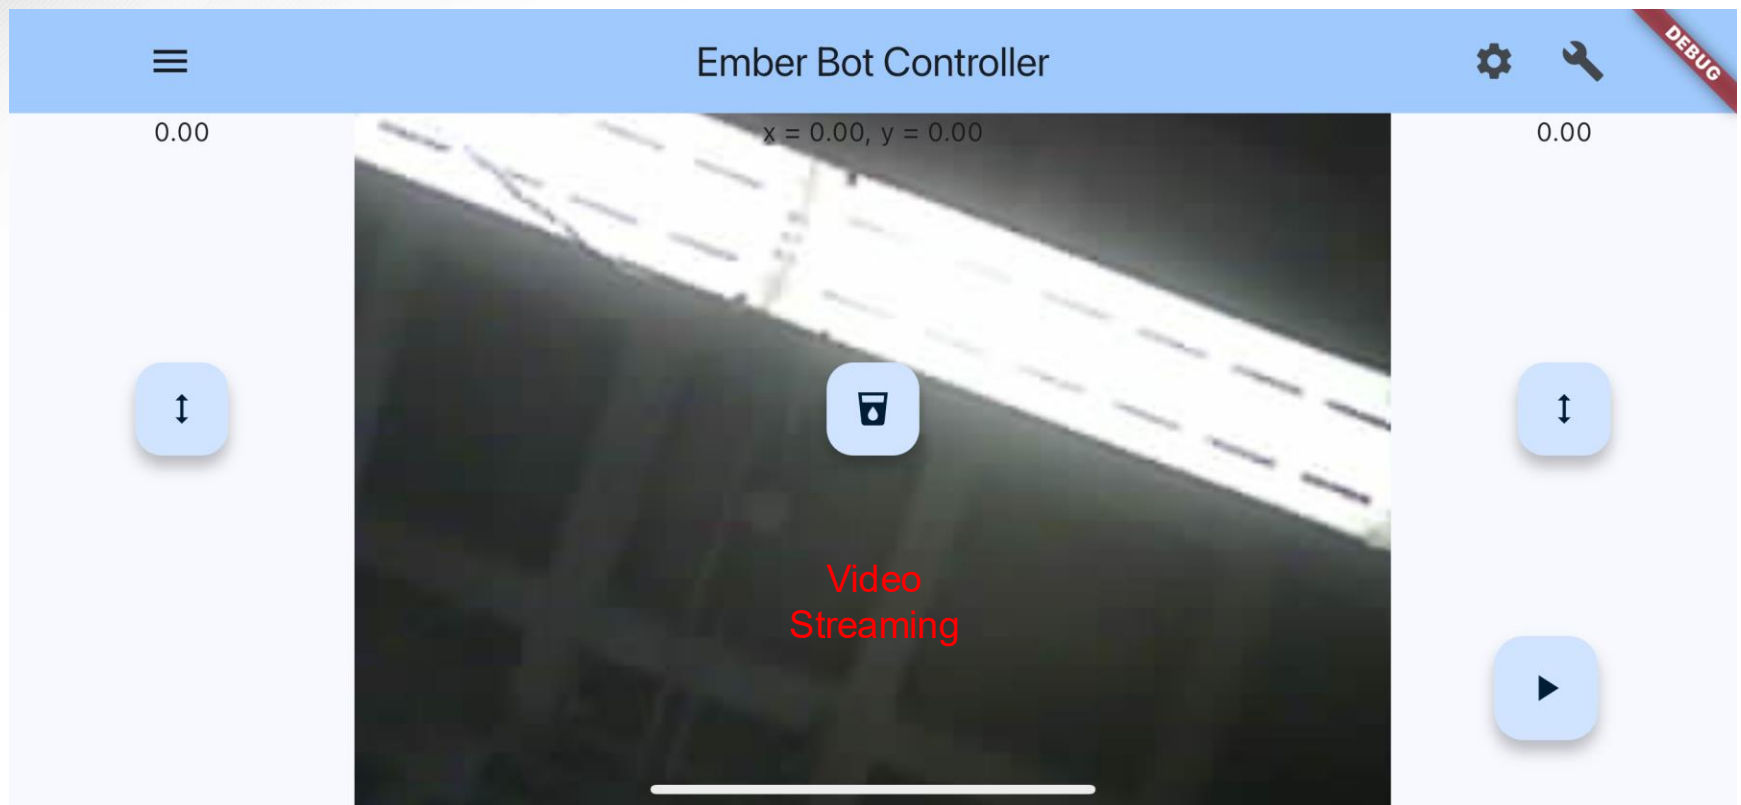 Ember Bot Controller
DEBUG
0.00
x = 0.00, y = 0.00
0.00
Video
Streaming